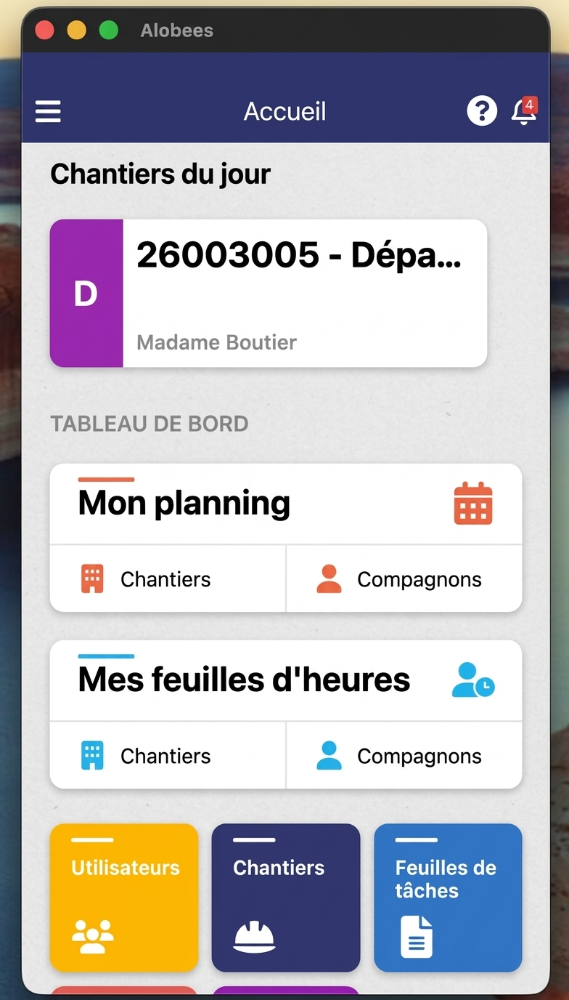 Alobees
Accueil
?
4
Chantiers du jour
D
26003005 - Dépa...
Madame Boutier
TABLEAU DE BORD
Mon planning
Chantiers
Compagnons
Mes feuilles d'heures
Chantiers
Compagnons
Utilisateurs
Chantiers
Feuilles de
tâches